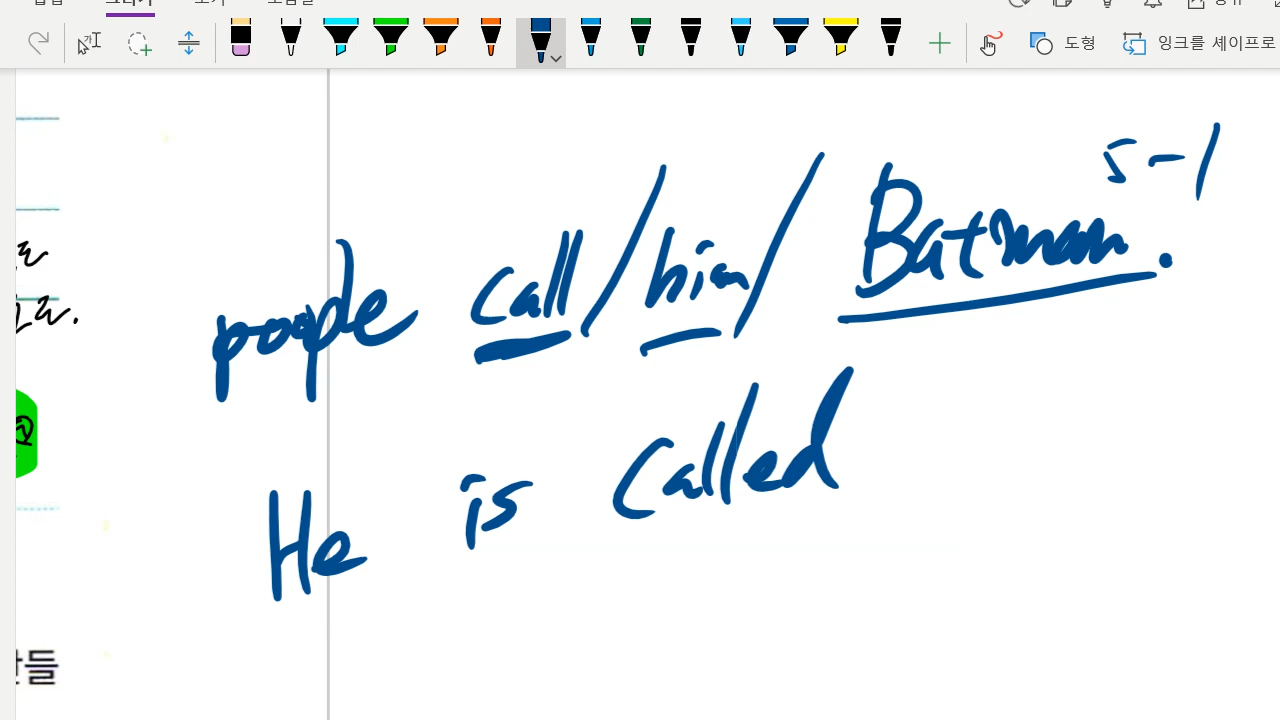 도형
잉크를 셰이프로
5-1
people call / him / Batman.
He is called